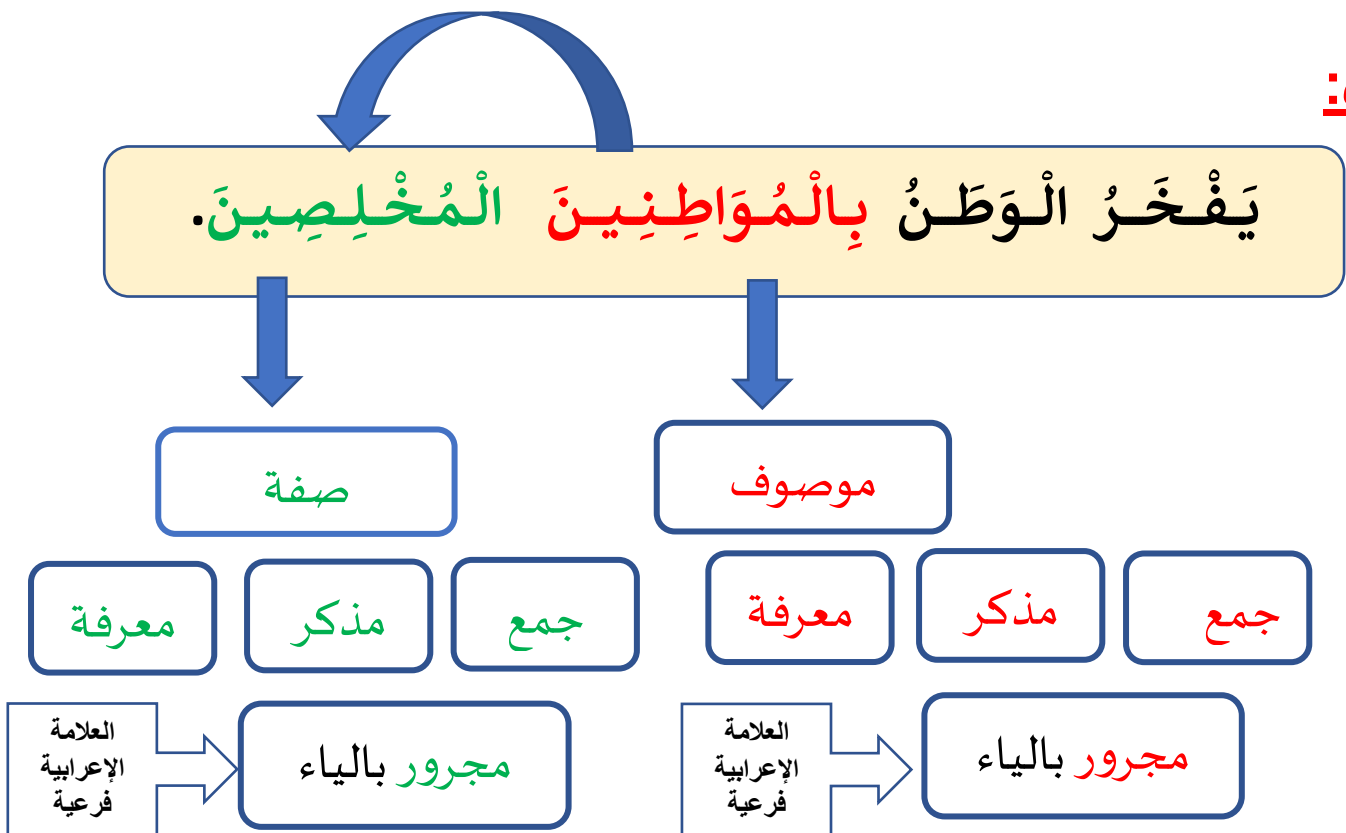 يَفْخَرُ الْوَطَنُ بِالْمُوَاطِنِينَ الْمُخْلِصِينَ.
موصوف
صفة
جمع
مذكر
معرفة
جمع
مذكر
معرفة
مجرور بالياء
العلامة
الإعرابية
فرعية
مجرور بالياء
العلامة
الإعرابية
فرعية